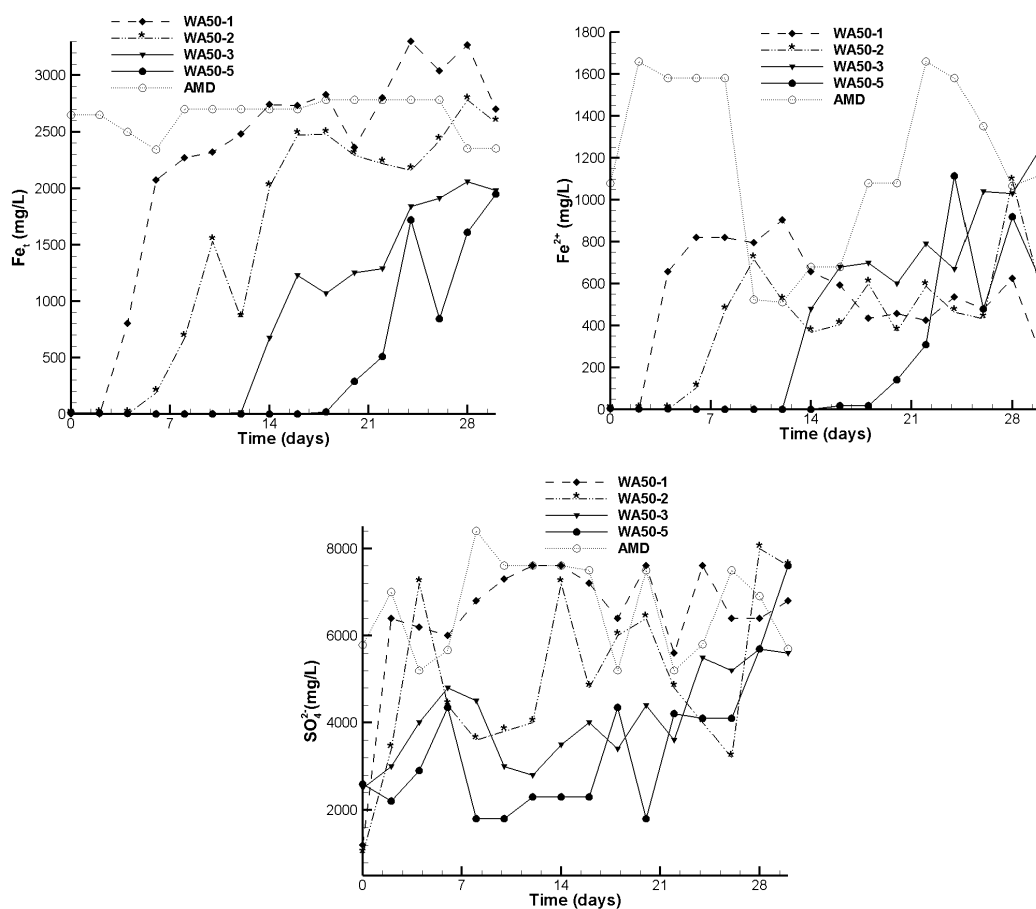 WA50-1
WA50-2
WA50-3
WA50-5
AMD
3000
2500
2000
1500
1000
500
0
Fet (mg/L)
0 7 14 21 28
Time (days)
WA50-1
WA50-2
WA50-3
WA50-5
AMD
1800
1600
1400
1200
1000
800
600
400
200
0
Fe2+ (mg/L)
0 7 14 21 28
Time (days)
WA50-1
WA50-2
WA50-3
WA50-5
AMD
8000
6000
4000
2000
SO42- (mg/L)
0 7 14 21 28
Time (days)